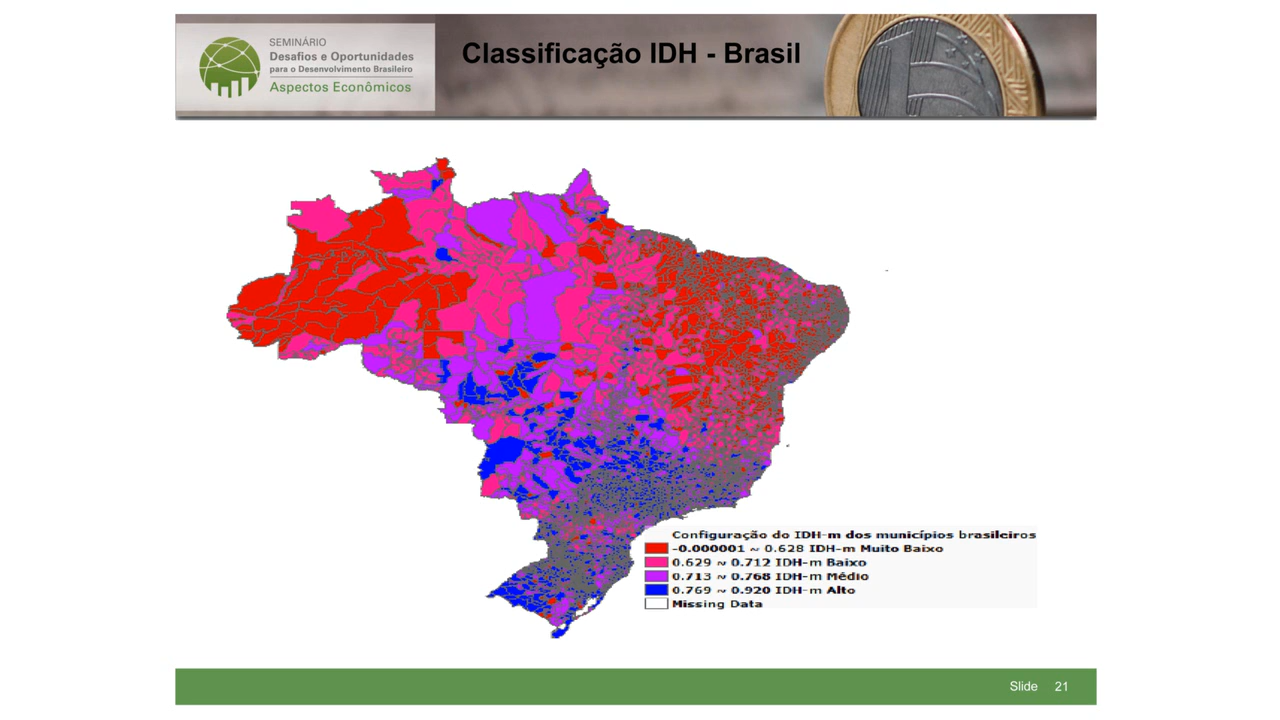 SEMINÁRIO
Desafios e Oportunidades
para o Desenvolvimento Brasileiro
Aspectos Econômicos
Classificação IDH - Brasil
Configuração do IDH-m dos municípios brasileiros
-0.000001 ~ 0.628 IDH-m Muito Baixo
0.629 ~ 0.712 IDH-m Baixo
0.713 ~ 0.768 IDH-m Médio
0.769 ~ 0.920 IDH-m Alto
Missing Data
Slide 21